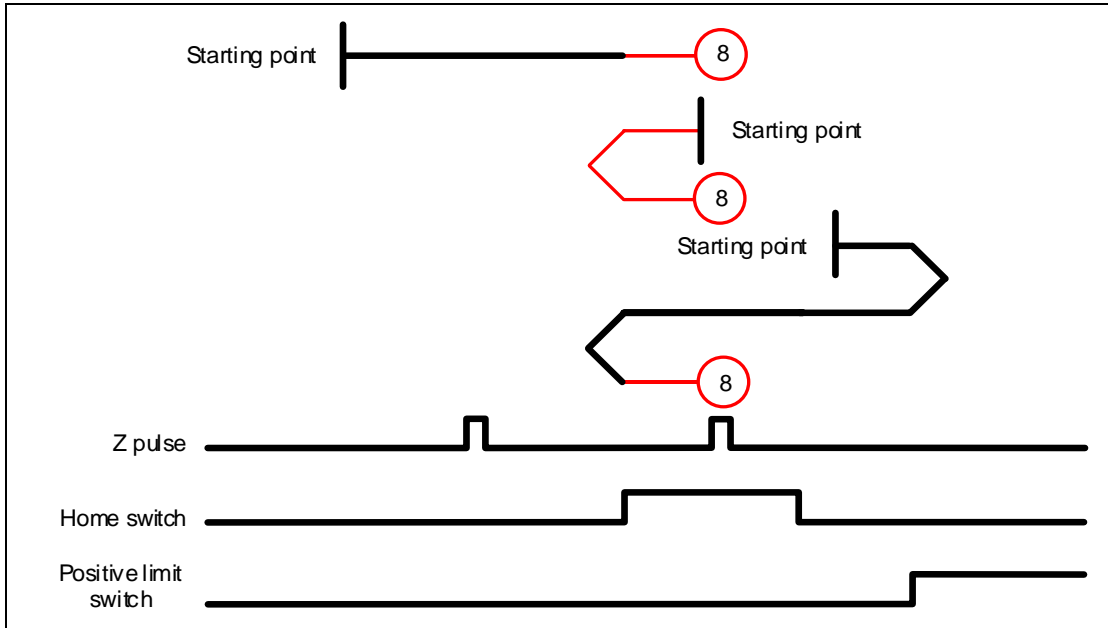 Starting point
8
Starting point
8
Starting point
8
Z pulse
Home switch
Positive limit
switch